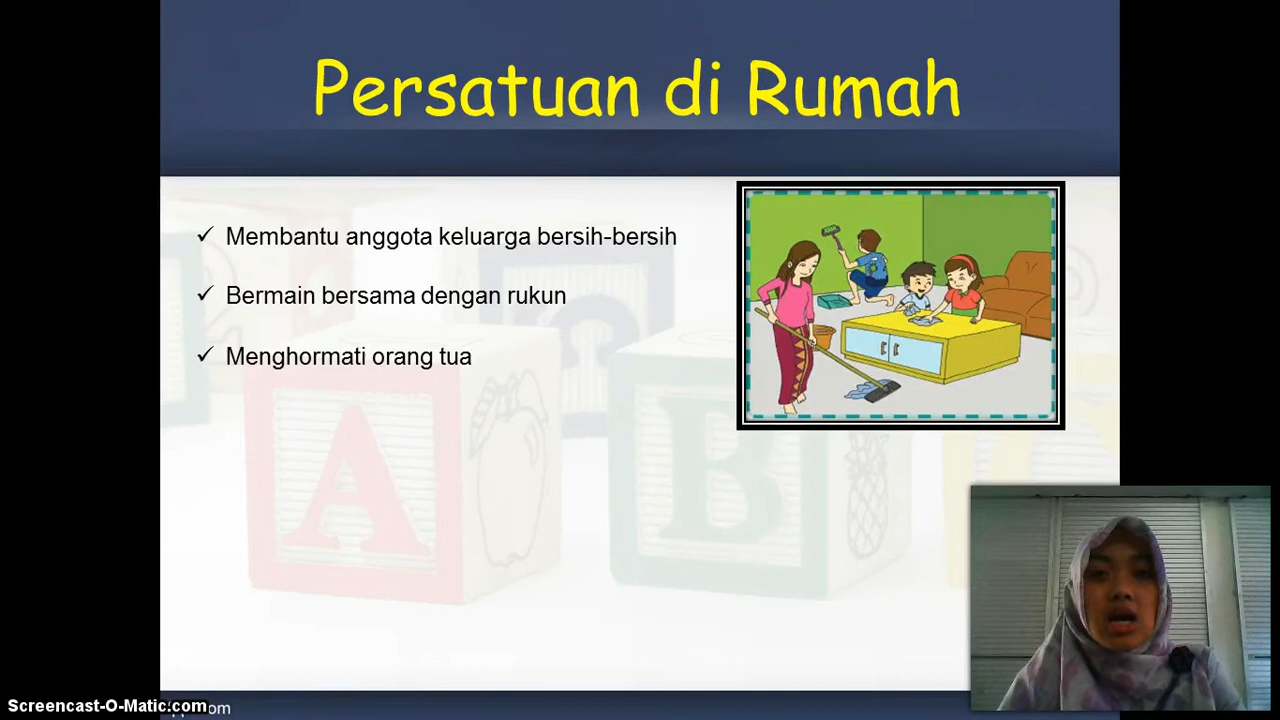 Persatuan di Rumah
✓ Membantu anggota keluarga bersih-bersih
✓ Bermain bersama dengan rukun
✓ Menghormati orang tua
A
B
Screencast-O-Matic.com